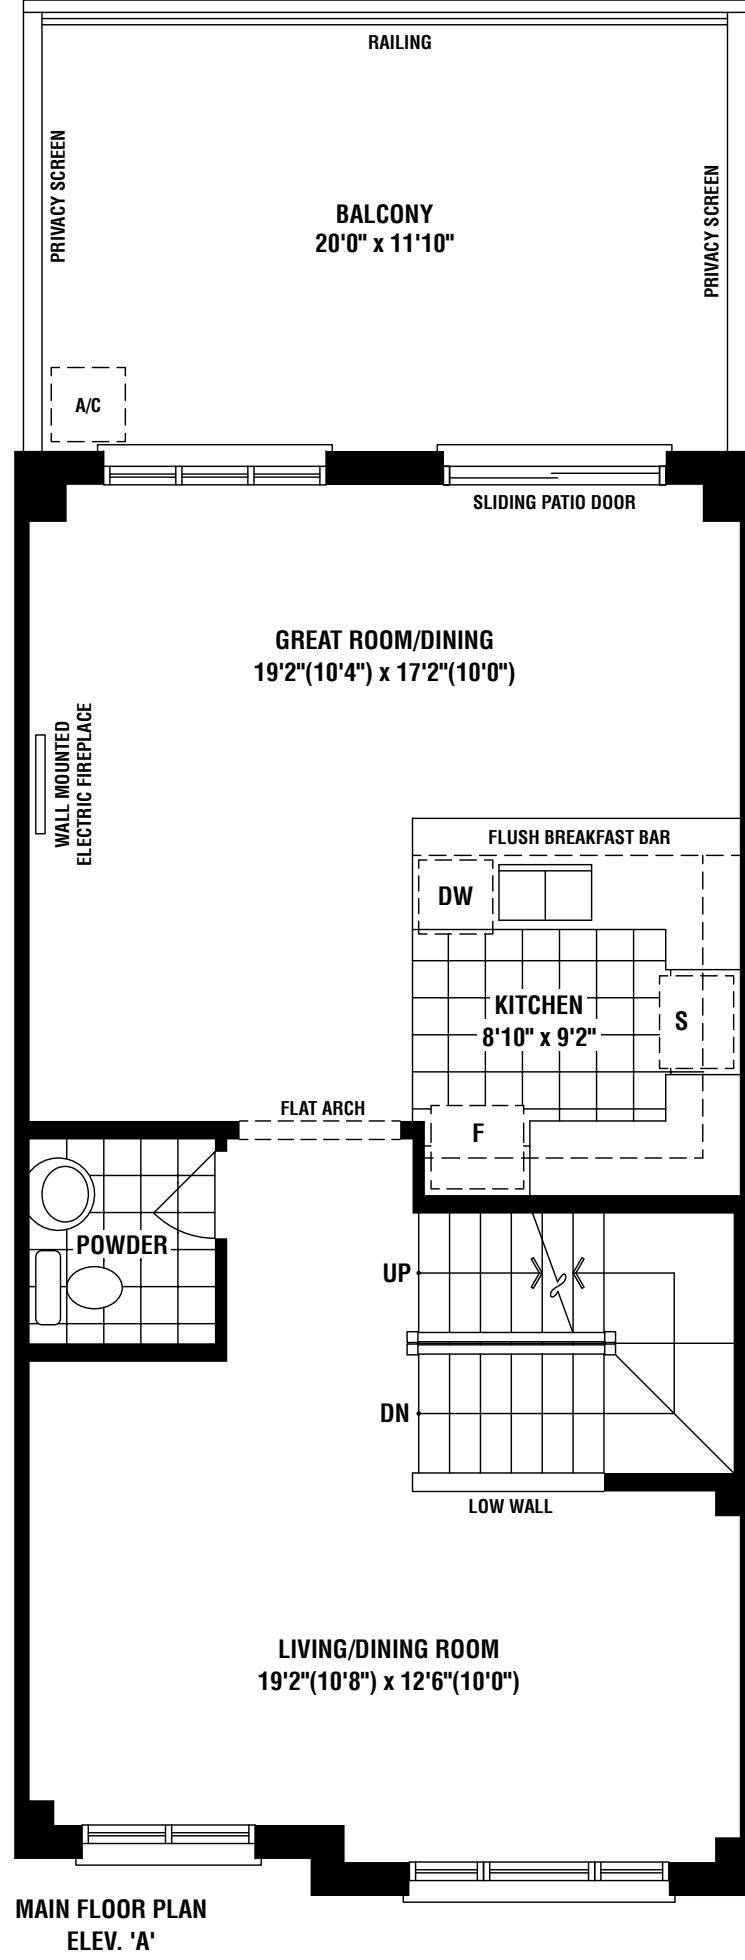 RAILING
PRIVACY SCREEN
PRIVACY SCREEN
BALCONY
20'0" x 11'10"
A/C
SLIDING PATIO DOOR
GREAT ROOM/DINING
19'2"(10'4") x 17'2"(10'0")
WALL MOUNTED
ELECTRIC FIREPLACE
FLUSH BREAKFAST BAR
DW
KITCHEN
8'10" x 9'2"
S
FLAT ARCH
F
POWDER
UP
DN
LOW WALL
LIVING/DINING ROOM
19'2"(10'8") x 12'6"(10'0")
MAIN FLOOR PLAN
ELEV. 'A'